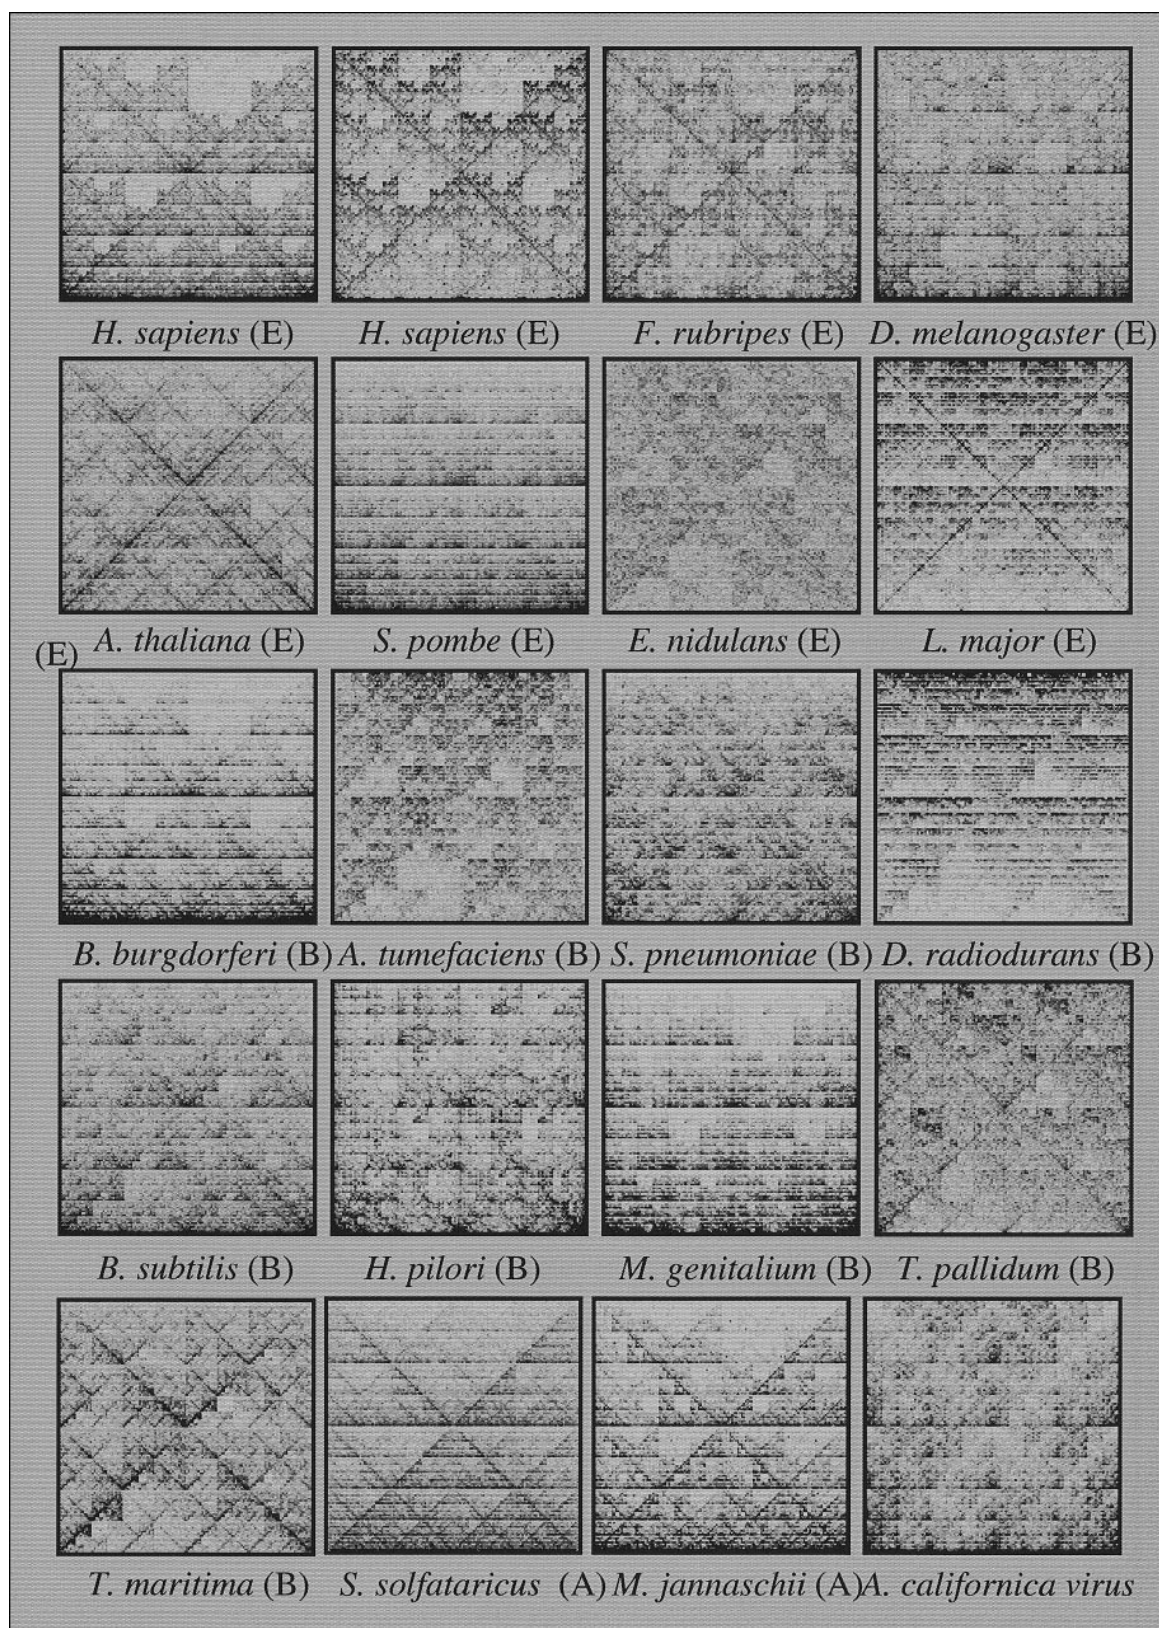 H. sapiens (E) H. sapiens (E) F. rubripes (E) D. melanogaster (E)
(E) A. thaliana (E) S. pombe (E) E. nidulans (E) L. major (E)
B. burgdorferi (B) A. tumefaciens (B) S. pneumoniae (B) D. radiodurans (B)
B. subtilis (B) H. pilori (B) M. genitalium (B) T. pallidum (B)
T. maritima (B) S. solfataricus (A) M. jannaschii (A) A. californica virus